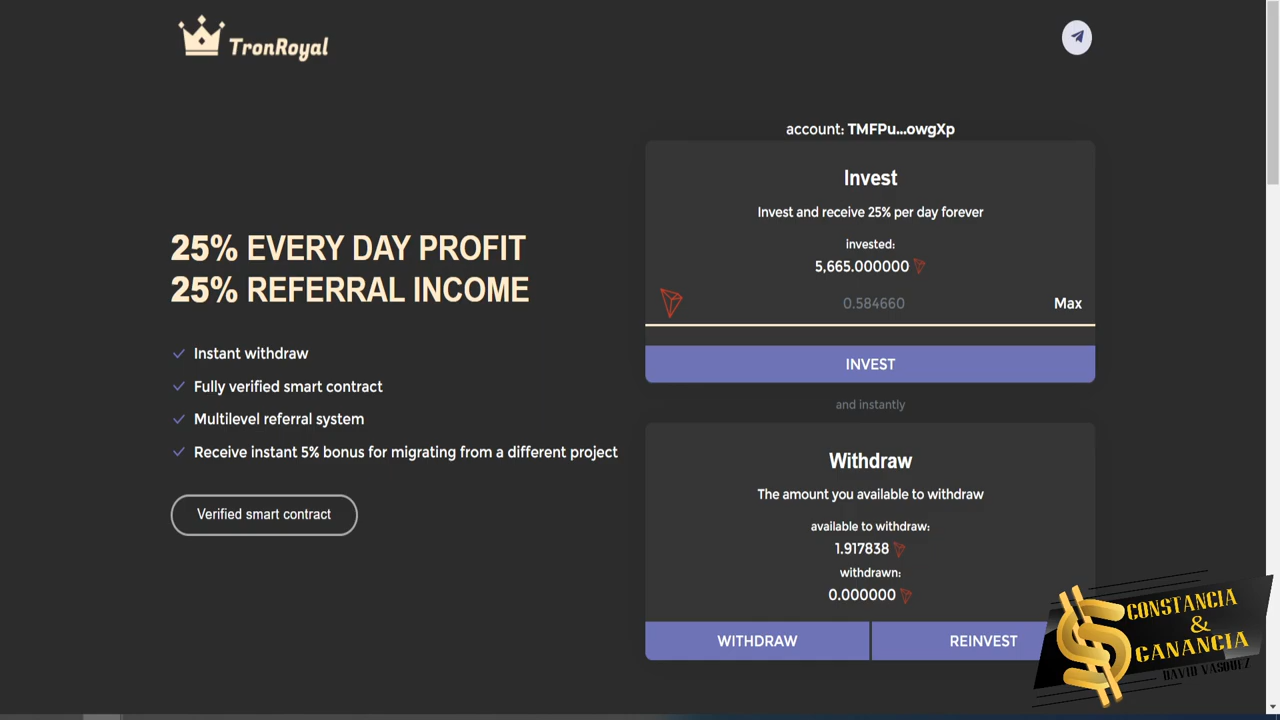 TronRoyal
account: TMFPu...owgXp
Invest
Invest and receive 25% per day forever
invested:
5,665.000000
0.584660 Max
INVEST
and instantly
25% EVERY DAY PROFIT
25% REFERRAL INCOME
Instant withdraw
Fully verified smart contract
Multilevel referral system
Receive instant 5% bonus for migrating from a different project
Verified smart contract
Withdraw
The amount you available to withdraw
available to withdraw:
1.917838
withdrawn:
0.000000
WITHDRAW REINVEST
CONSTANCIA
&
GANANCIA
DAVID VASQUEZ